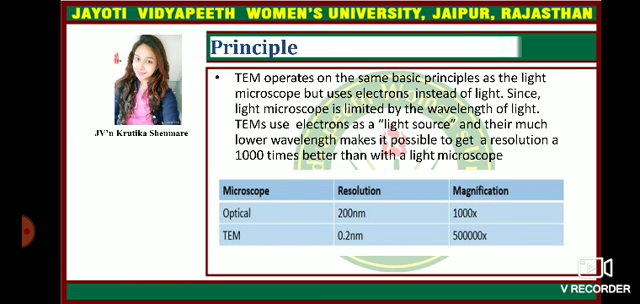 JAYOTI VIDYAPEETH WOMEN'S UNIVERSITY, JAIPUR, RAJASTHAN
Principle
JV'n Krutika Shenmare
• TEM operates on the same basic principles as the light
microscope but uses electrons instead of light. Since,
light microscope is limited by the wavelength of light.
TEMs use electrons as a “light source” and their much
lower wavelength makes it possible to get a resolution a
1000 times better than with a light microscope
Microscope Resolution Magnification
Optical 200nm 1000x
TEM 0.2nm 500000x
V RECORDER